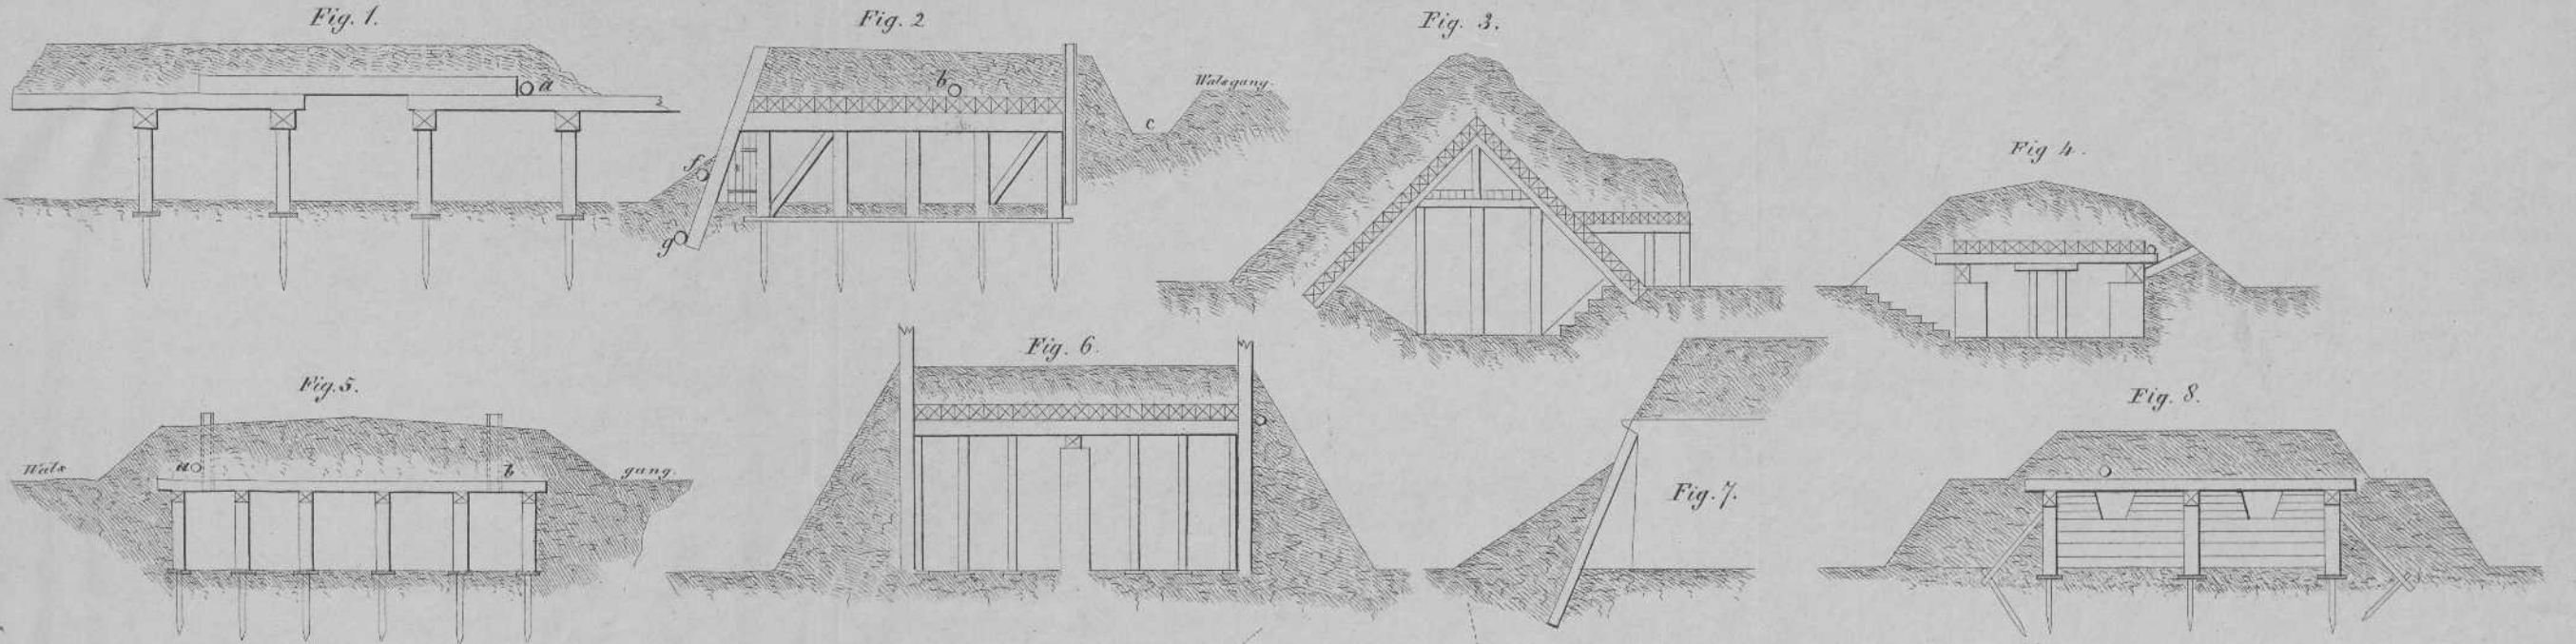 Fig. 1.
Fig. 2
Fig. 3.
Fig 4.
a
b
c
Walsgang.
f
g
Fig. 5.
Fig. 6.
Fig. 7.
Fig. 8.
Wals
a
b
gang.